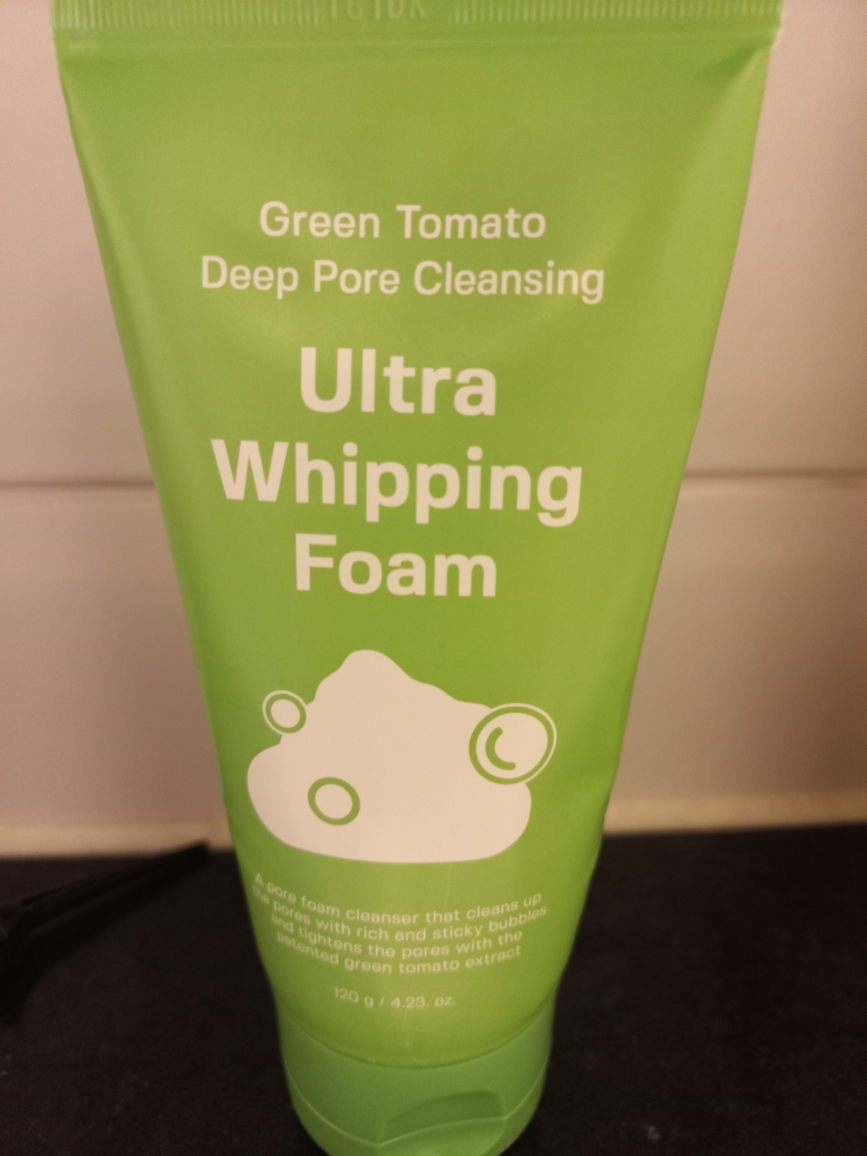 Green Tomato
Deep Pore Cleansing
Ultra
Whipping
Foam
A pore foam cleanser that cleans up
the pores with rich and sticky bubbles
and tightens the pores with the
patented green tomato extract
120 g / 4.23. oz.